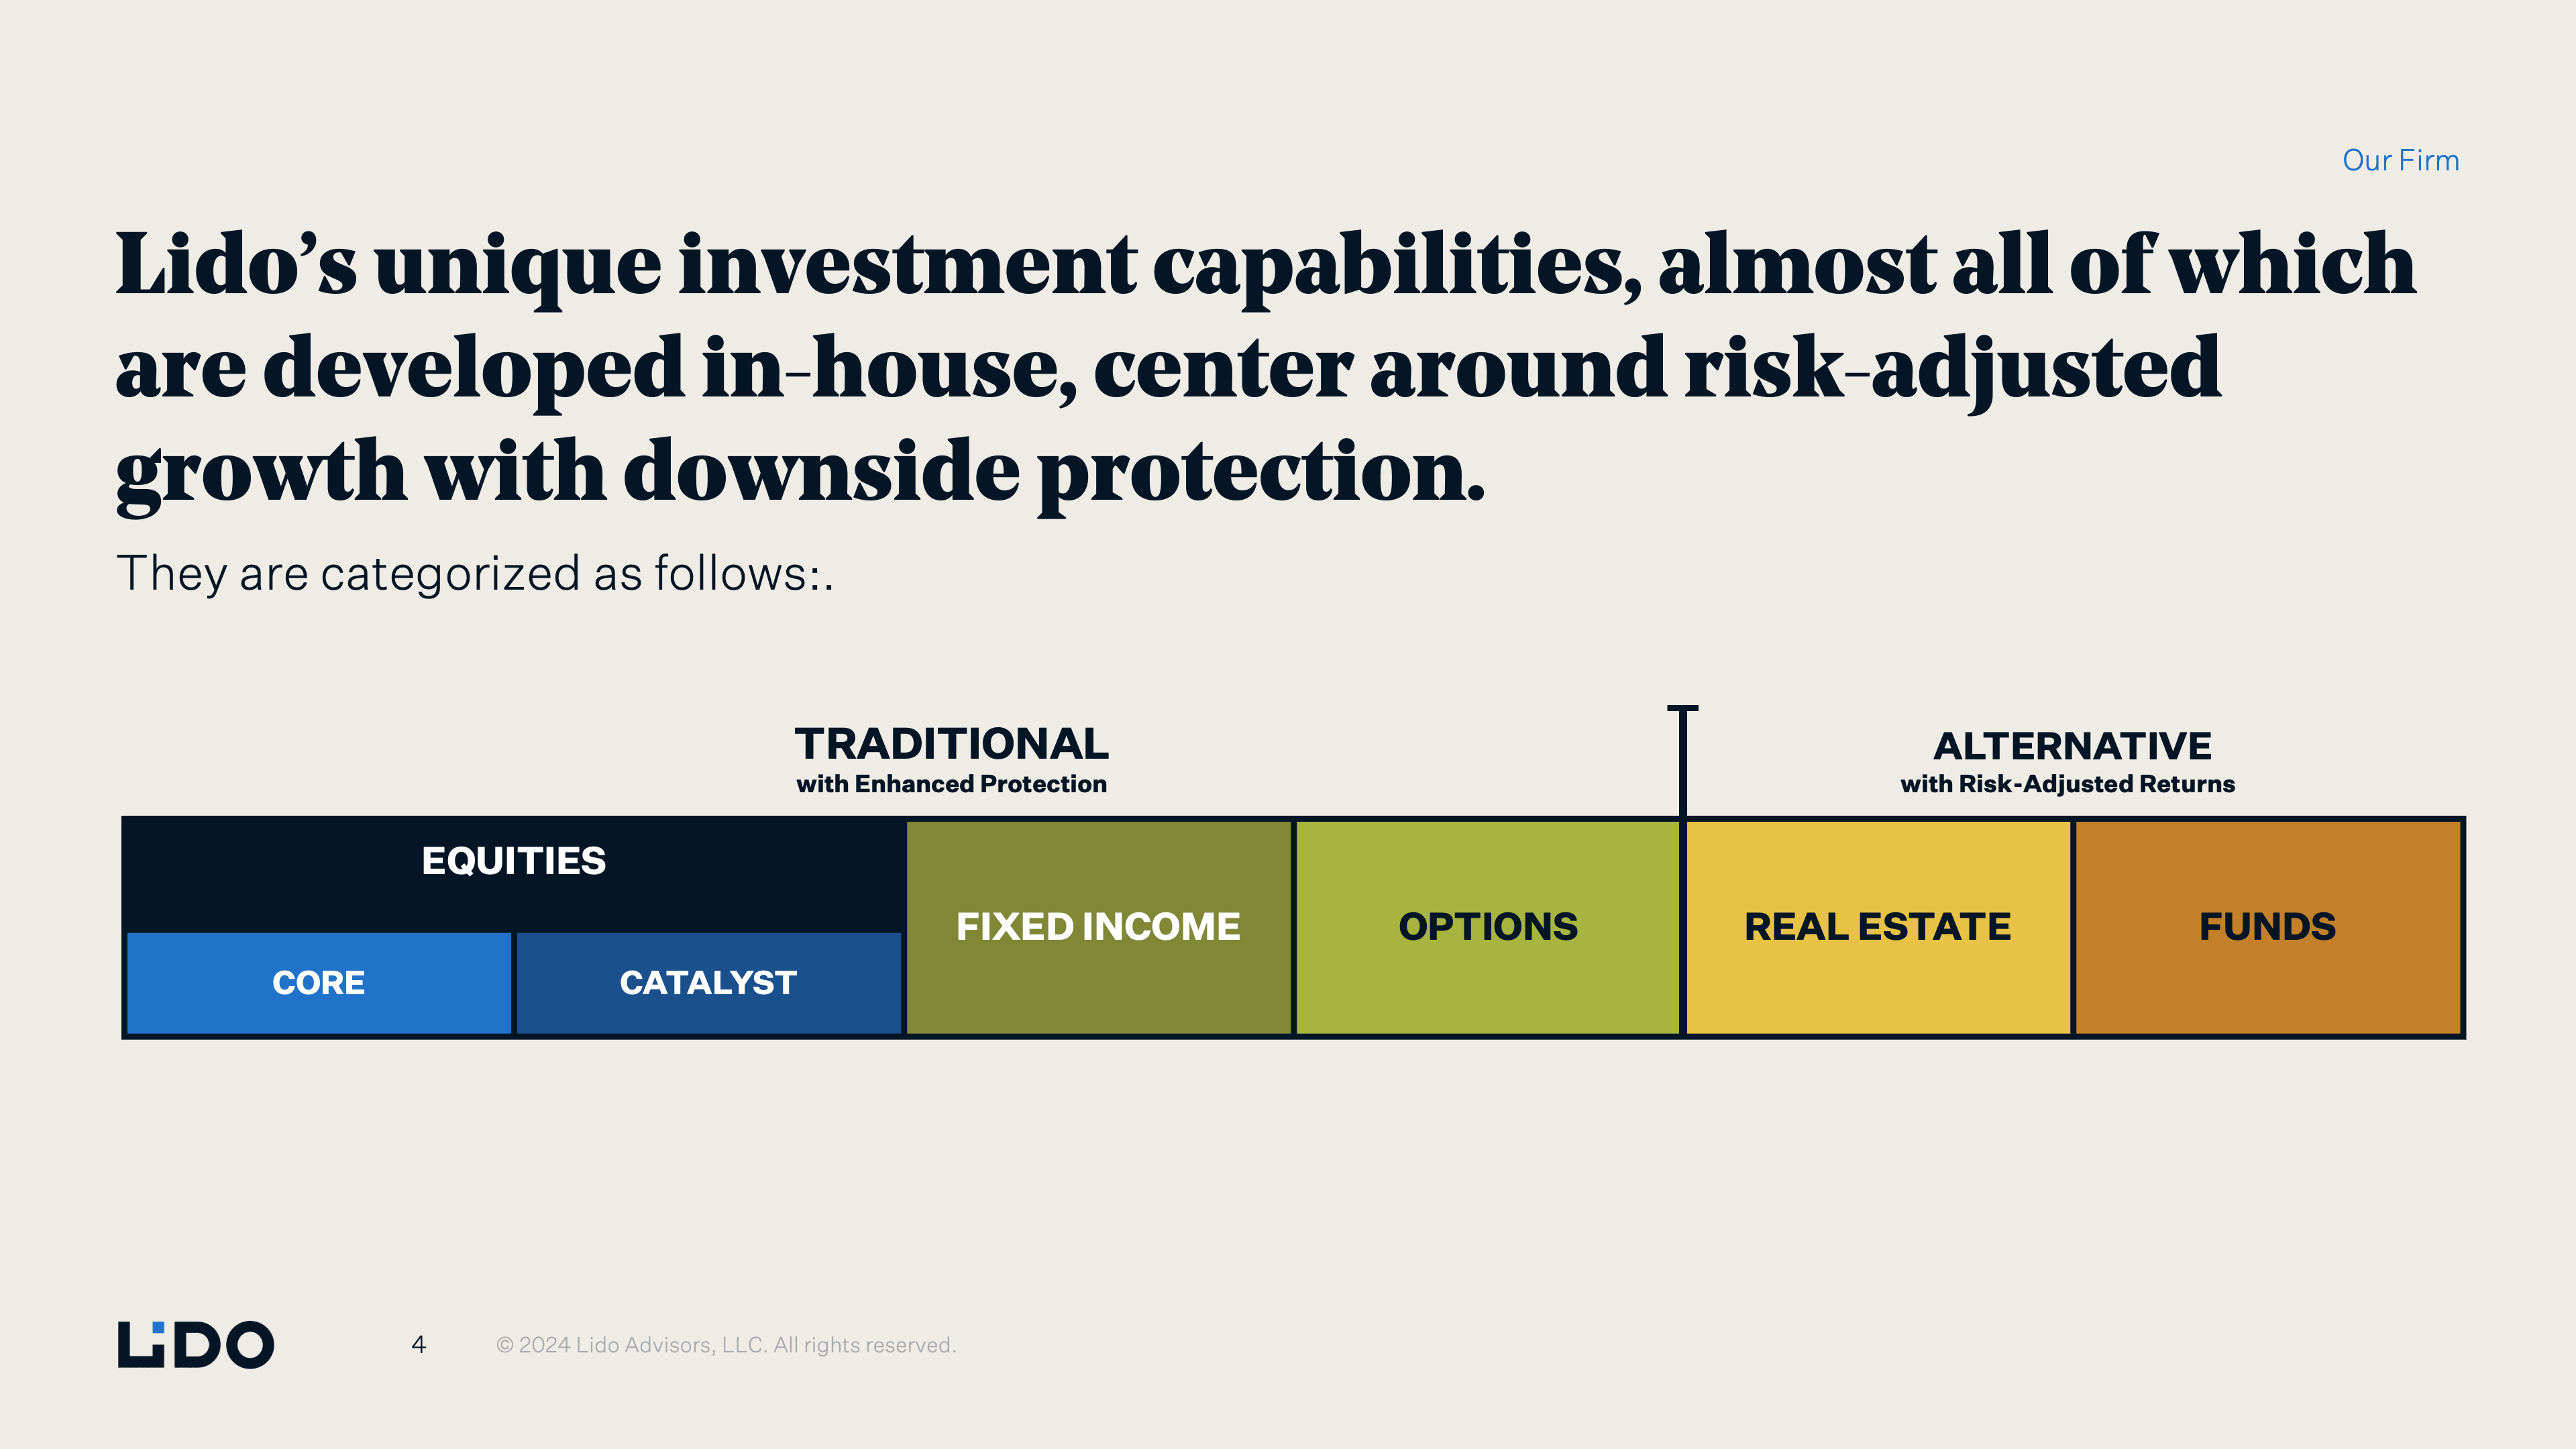 Our Firm
Lido’s unique investment capabilities, almost all of which
are developed in-house, center around risk-adjusted
growth with downside protection.
They are categorized as follows:.
TRADITIONAL
with Enhanced Protection
ALTERNATIVE
with Risk-Adjusted Returns
EQUITIES
CORE
CATALYST
FIXED INCOME
OPTIONS
REAL ESTATE
FUNDS
LiDO
4
© 2024 Lido Advisors, LLC. All rights reserved.